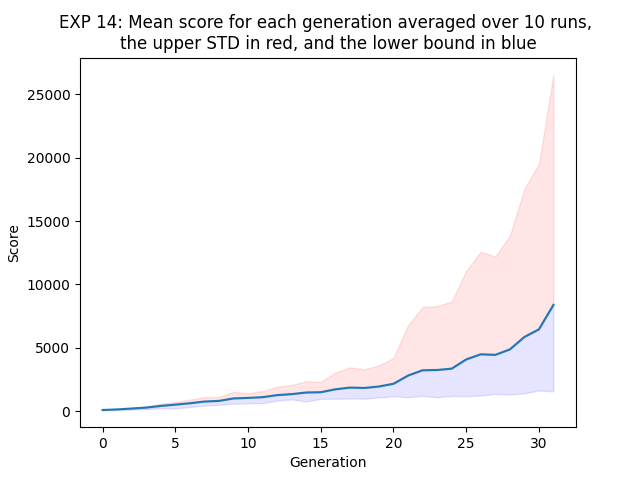 EXP 14: Mean score for each generation averaged over 10 runs,
the upper STD in red, and the lower bound in blue
Score
25000
20000
15000
10000
5000
0
0 5 10 15 20 25 30
Generation